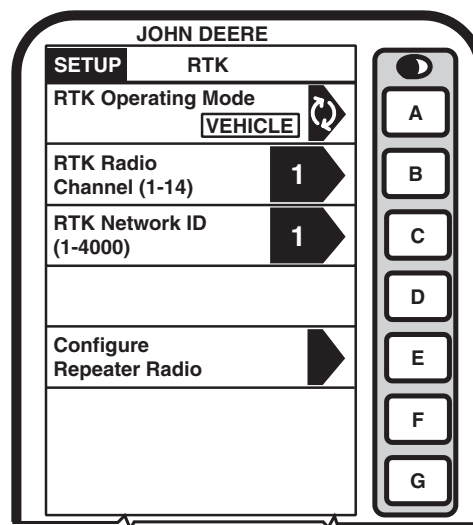 JOHN DEERE
SETUP RTK
RTK Operating Mode
VEHICLE
A
RTK Radio
Channel (1-14)
1
B
RTK Network ID
(1-4000)
1
C
D
Configure
Repeater Radio
E
F
G